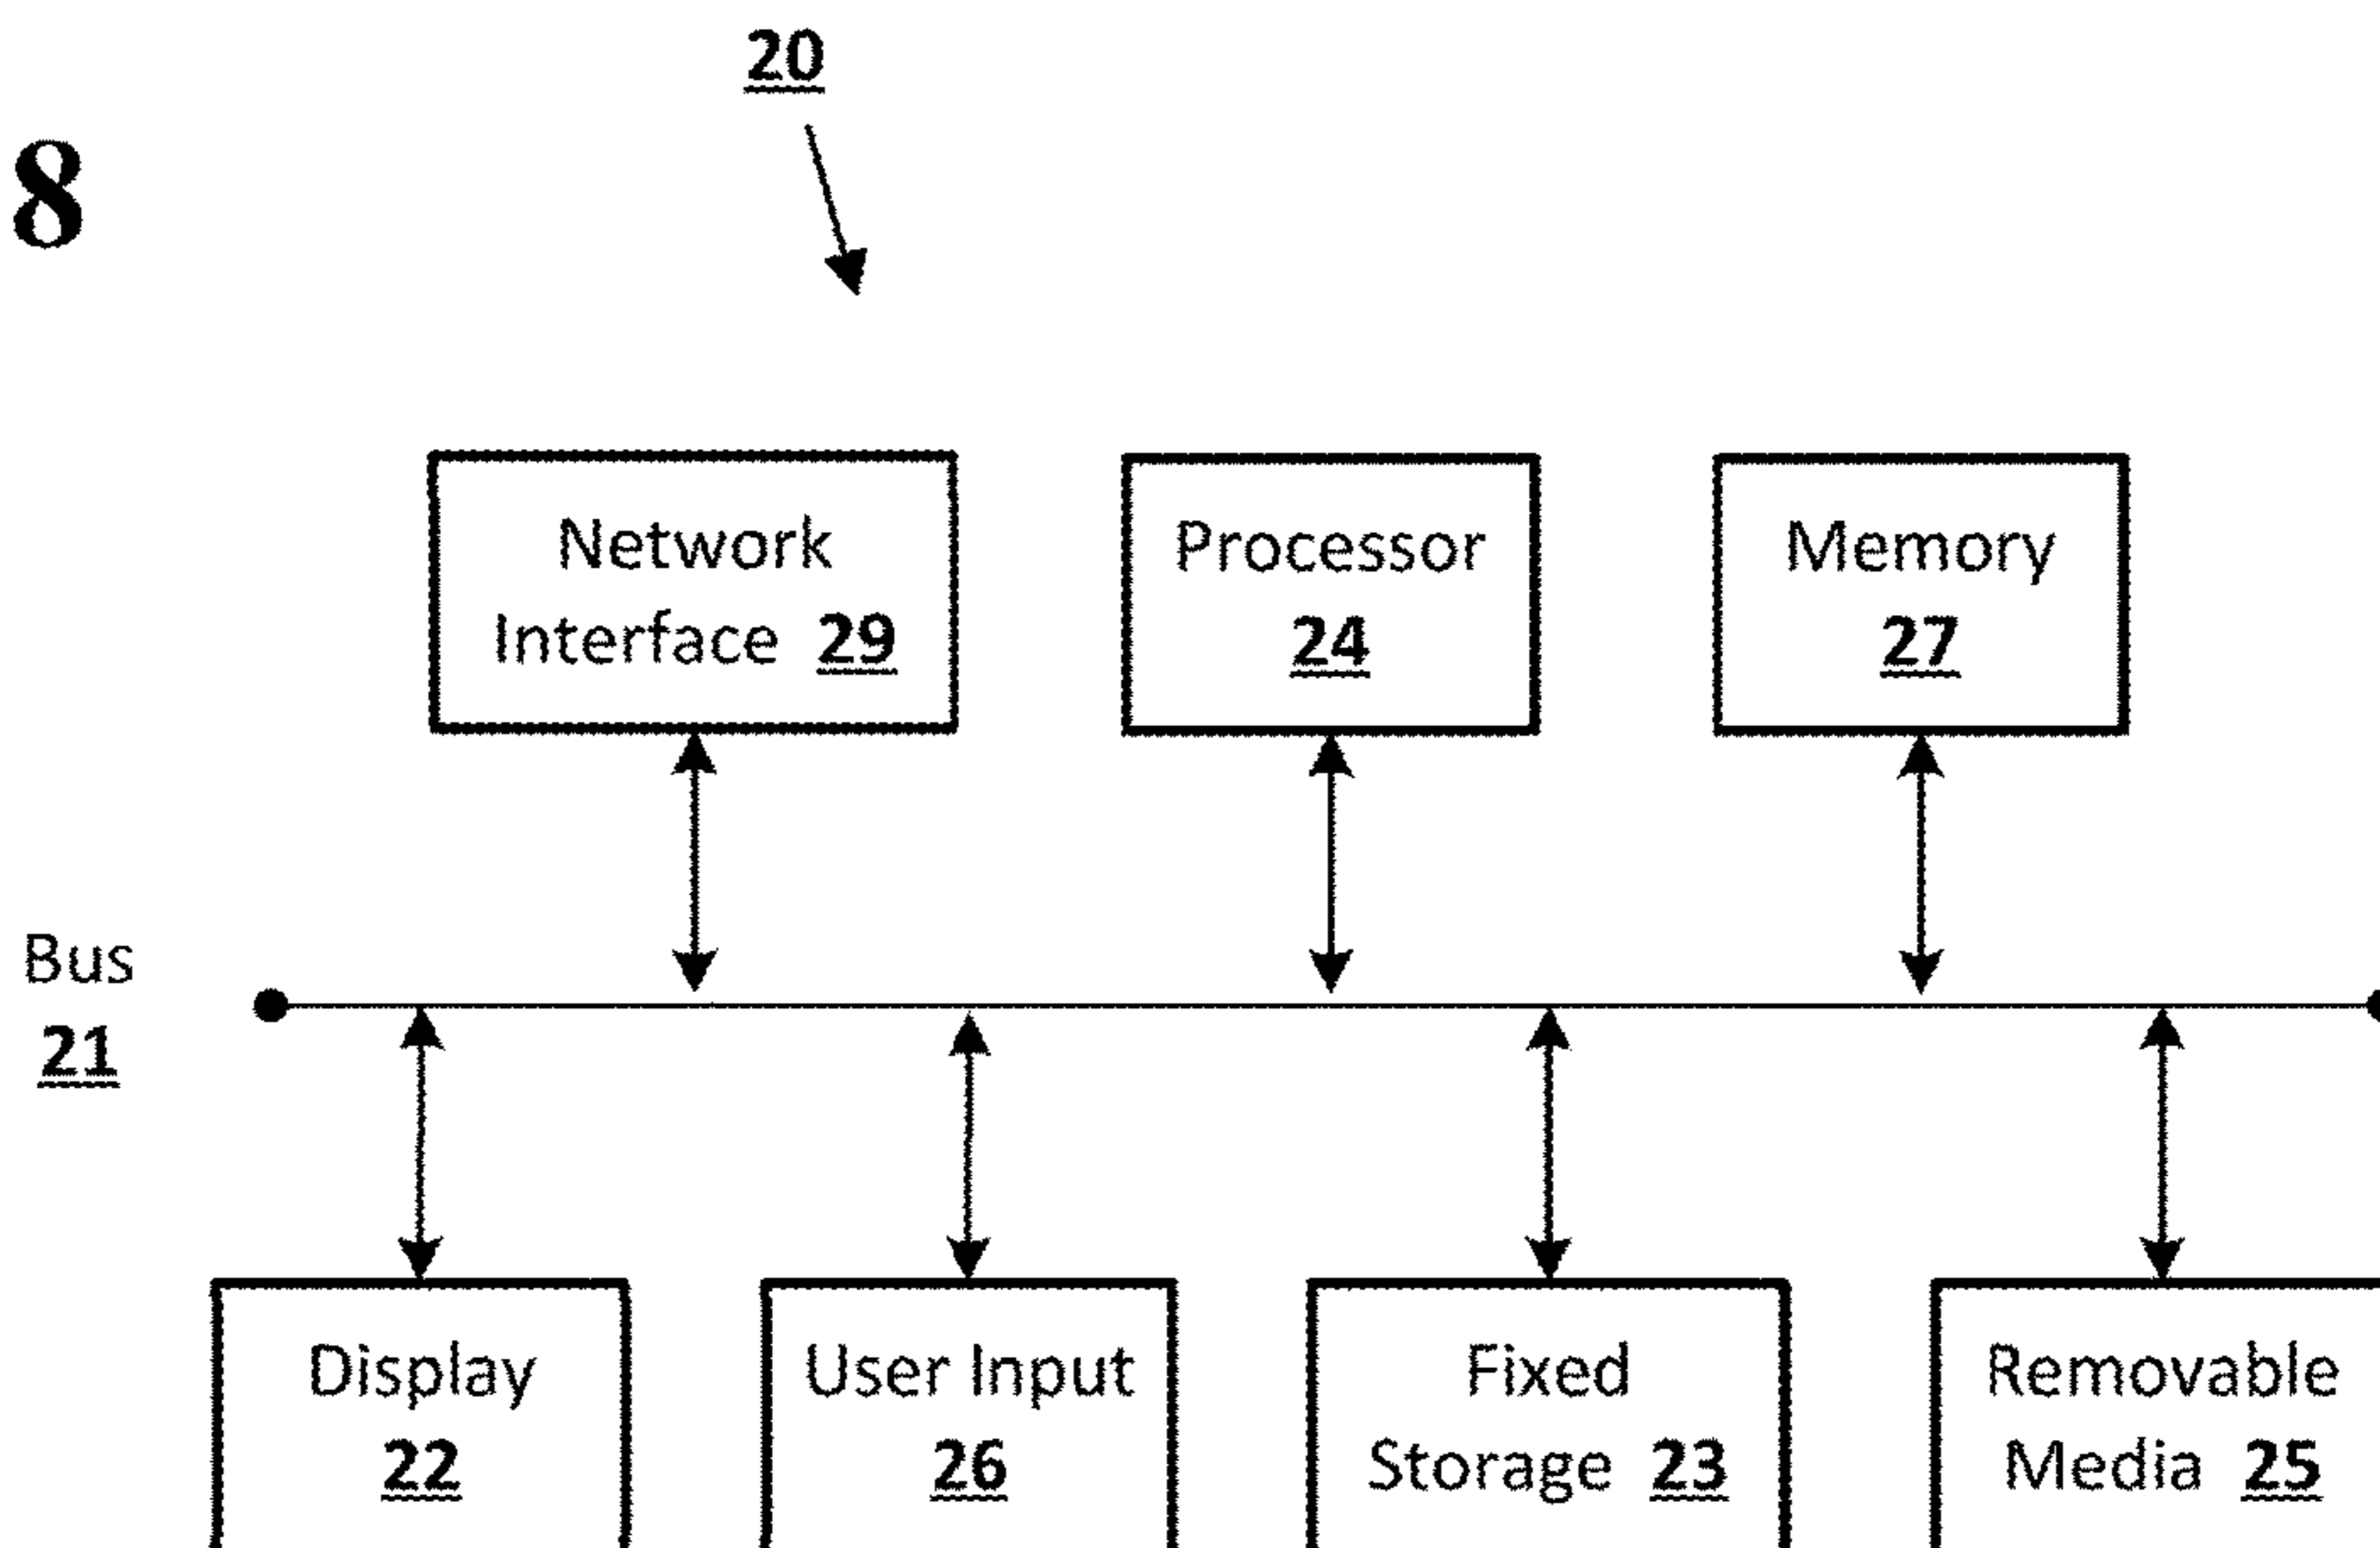 20
8
Network
Interface 29
Processor
24
Memory
27
Bus
21
Display
22
User Input
26
Fixed
Storage 23
Removable
Media 25